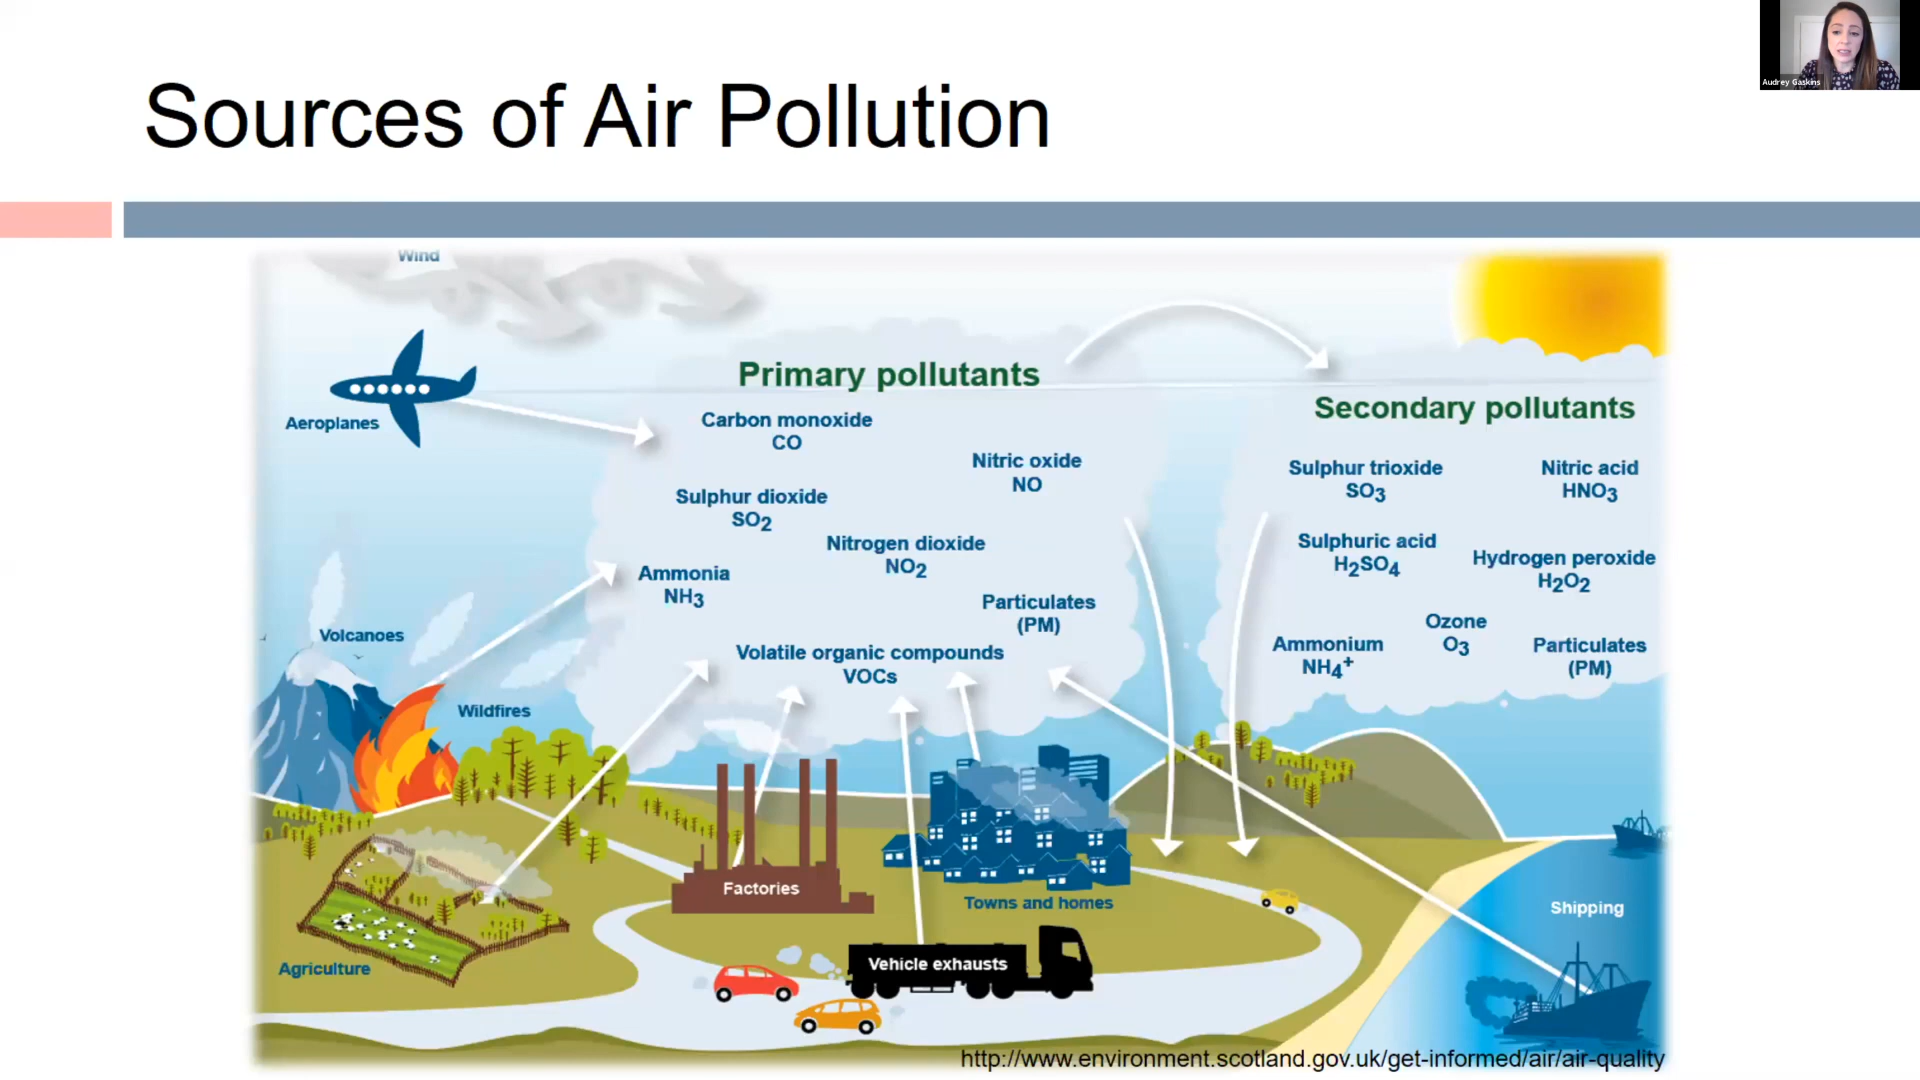 Audrey Gaskins
Sources of Air Pollution
Wind
Aeroplanes
Primary pollutants
Carbon monoxide
CO
Nitric oxide
NO
Sulphur dioxide
SO2
Nitrogen dioxide
NO2
Ammonia
NH3
Particulates
(PM)
Volatile organic compounds
VOCs
Secondary pollutants
Sulphur trioxide
SO3
Nitric acid
HNO3
Sulphuric acid
H2SO4
Hydrogen peroxide
H2O2
Ozone
O3
Ammonium
NH4+
Particulates
(PM)
Volcanoes
Wildfires
Factories
Towns and homes
Shipping
Agriculture
Vehicle exhausts
http://www.environment.scotland.gov.uk/get-informed/air/air-quality